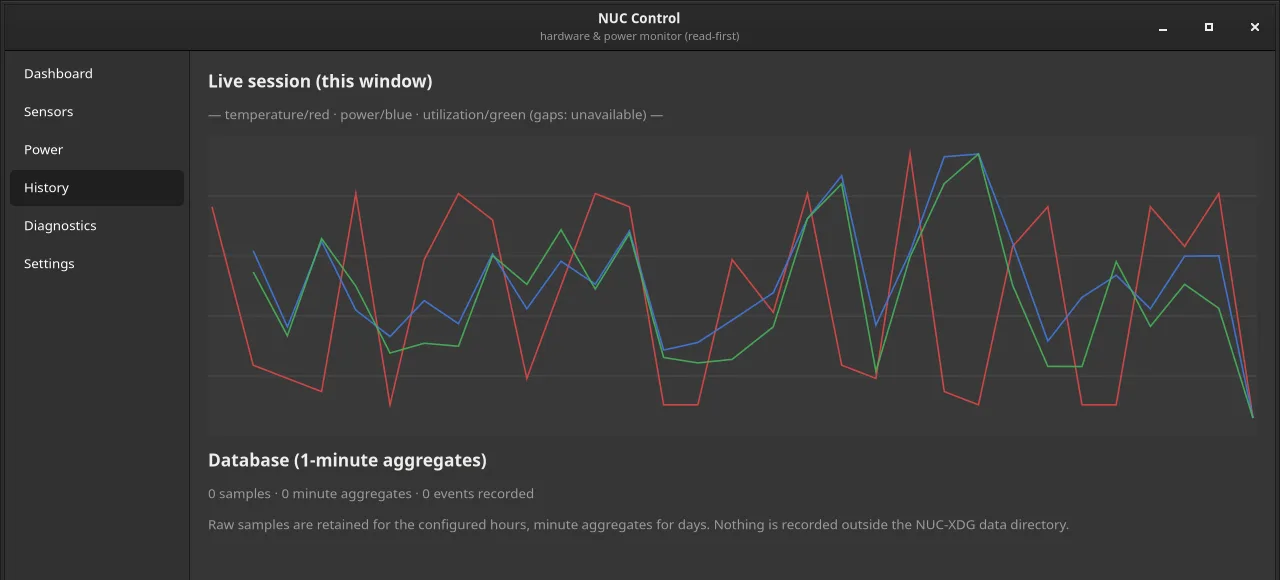 NUC Control
hardware & power monitor (read-first)
Dashboard
Sensors
Power
History
Diagnostics
Settings
Live session (this window)
— temperature/red · power/blue · utilization/green (gaps: unavailable) —
Database (1-minute aggregates)
0 samples · 0 minute aggregates · 0 events recorded
Raw samples are retained for the configured hours, minute aggregates for days. Nothing is recorded outside the NUC-XDG data directory.